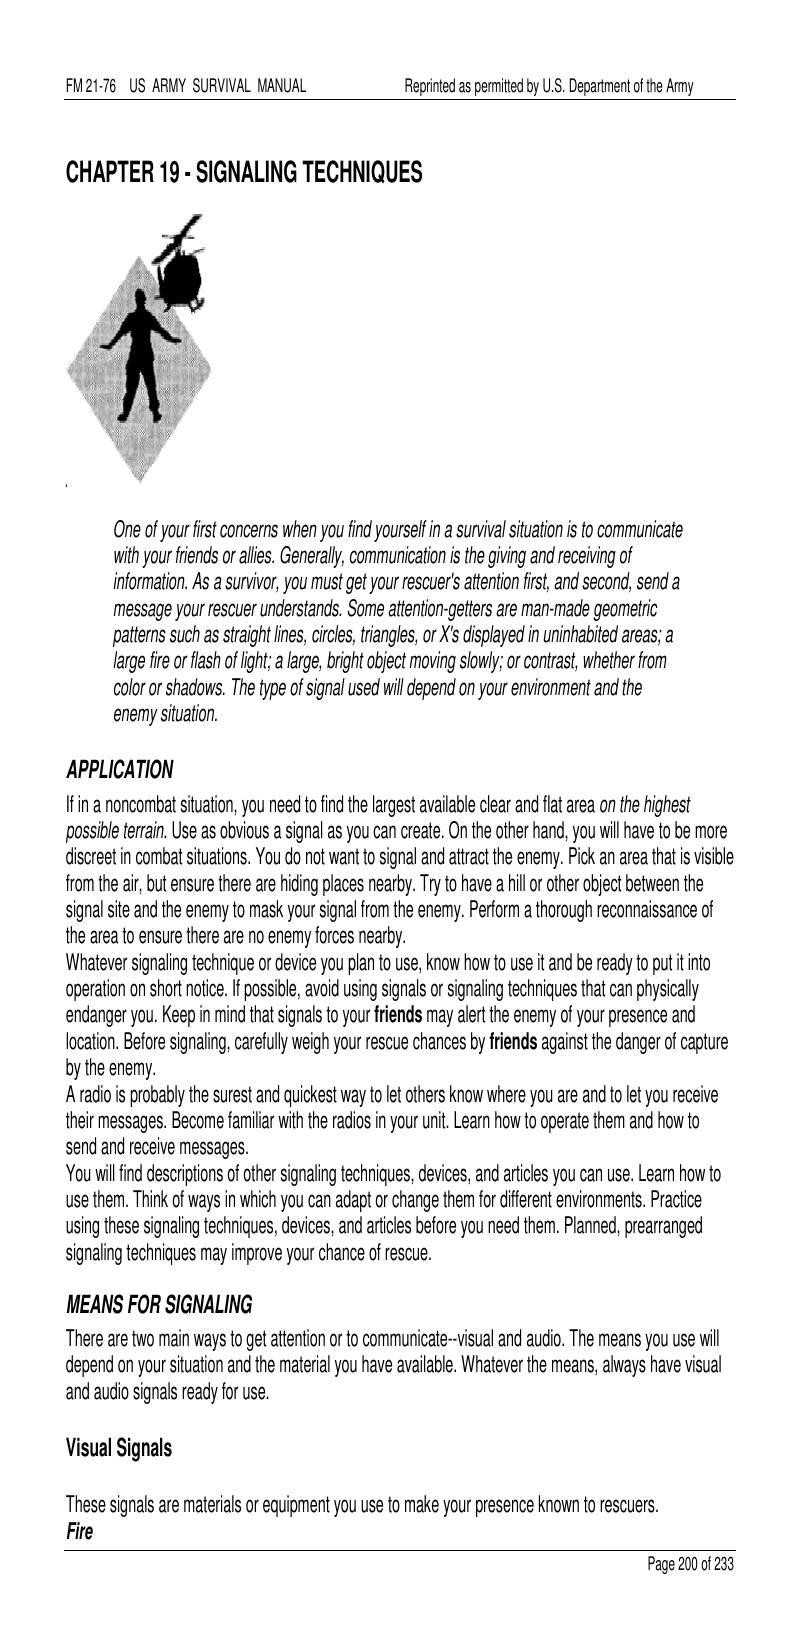 FM 21-76 US ARMY SURVIVAL MANUAL Reprinted as permitted by U.S. Department of the Army
CHAPTER 19 - SIGNALING TECHNIQUES
One of your first concerns when you find yourself in a survival situation is to communicate
with your friends or allies. Generally, communication is the giving and receiving of
information. As a survivor, you must get your rescuer's attention first, and second, send a
message your rescuer understands. Some attention-getters are man-made geometric
patterns such as straight lines, circles, triangles, or X's displayed in uninhabited areas; a
large fire or flash of light; a large, bright object moving slowly; or contrast, whether from
color or shadows. The type of signal used will depend on your environment and the
enemy situation.
APPLICATION
If in a noncombat situation, you need to find the largest available clear and flat area on the highest
possible terrain. Use as obvious a signal as you can create. On the other hand, you will have to be more
discreet in combat situations. You do not want to signal and attract the enemy. Pick an area that is visible
from the air, but ensure there are hiding places nearby. Try to have a hill or other object between the
signal site and the enemy to mask your signal from the enemy. Perform a thorough reconnaissance of
the area to ensure there are no enemy forces nearby.
Whatever signaling technique or device you plan to use, know how to use it and be ready to put it into
operation on short notice. If possible, avoid using signals or signaling techniques that can physically
endanger you. Keep in mind that signals to your friends may alert the enemy of your presence and
location. Before signaling, carefully weigh your rescue chances by friends against the danger of capture
by the enemy.
A radio is probably the surest and quickest way to let others know where you are and to let you receive
their messages. Become familiar with the radios in your unit. Learn how to operate them and how to
send and receive messages.
You will find descriptions of other signaling techniques, devices, and articles you can use. Learn how to
use them. Think of ways in which you can adapt or change them for different environments. Practice
using these signaling techniques, devices, and articles before you need them. Planned, prearranged
signaling techniques may improve your chance of rescue.
MEANS FOR SIGNALING
There are two main ways to get attention or to communicate--visual and audio. The means you use will
depend on your situation and the material you have available. Whatever the means, always have visual
and audio signals ready for use.
Visual Signals
These signals are materials or equipment you use to make your presence known to rescuers.
Fire
Page 200 of 233